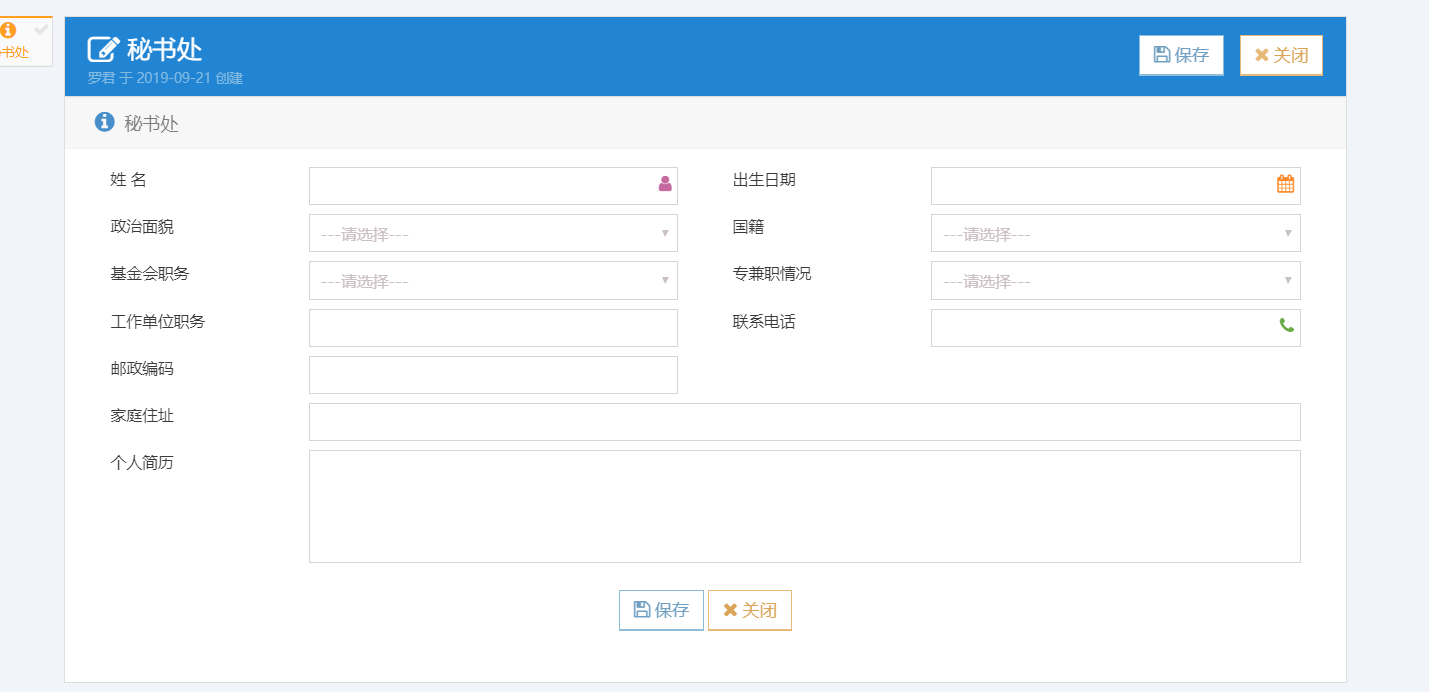 书处
秘书处
罗君 于 2019-09-21 创建
保存
关闭
秘书处
姓 名
出生日期
政治面貌
---请选择---
国籍
---请选择---
基金会职务
---请选择---
专兼职情况
---请选择---
工作单位职务
联系电话
邮政编码
家庭住址
个人简历
保存
关闭